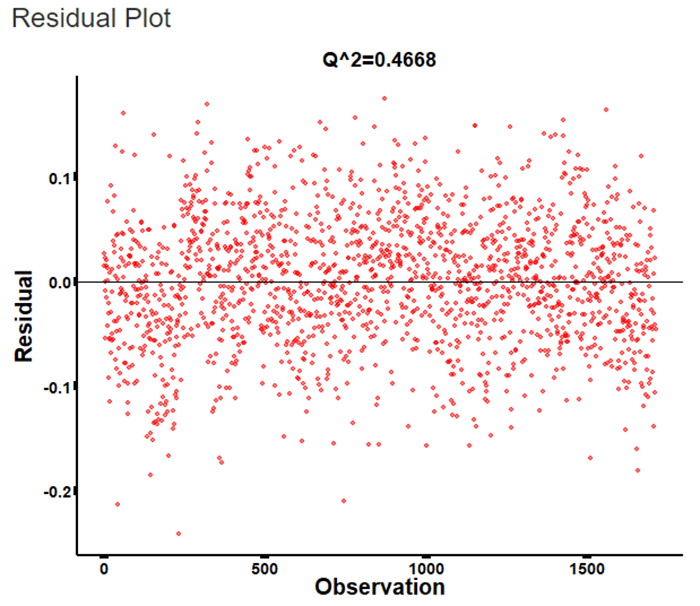 Residual Plot
Q^2=0.4668
0.1
0.0
-0.1
-0.2
Residual
0 500 1000 1500
Observation